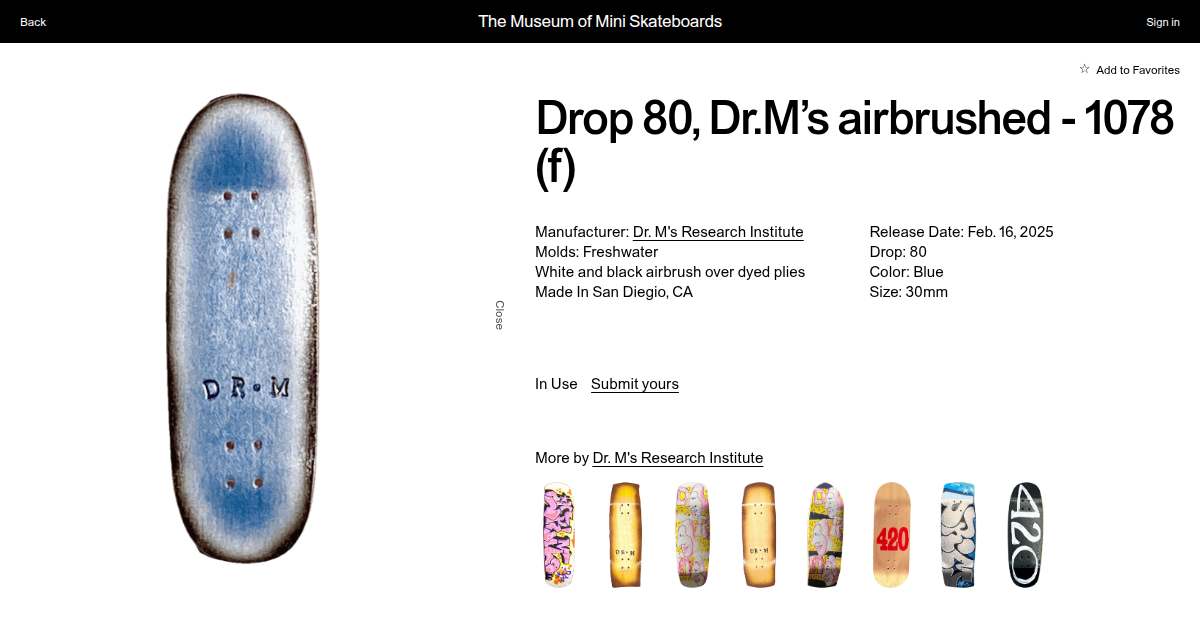 Back
The Museum of Mini Skateboards
Sign in
☆ Add to Favorites
Drop 80, Dr.M’s airbrushed - 1078
(f)
Manufacturer: Dr. M's Research Institute
Molds: Freshwater
White and black airbrush over dyed plies
Made In San Diegio, CA
Release Date: Feb. 16, 2025
Drop: 80
Color: Blue
Size: 30mm
DR•M
Close
In Use Submit yours
More by Dr. M's Research Institute
DR•M
DR•M
420
420